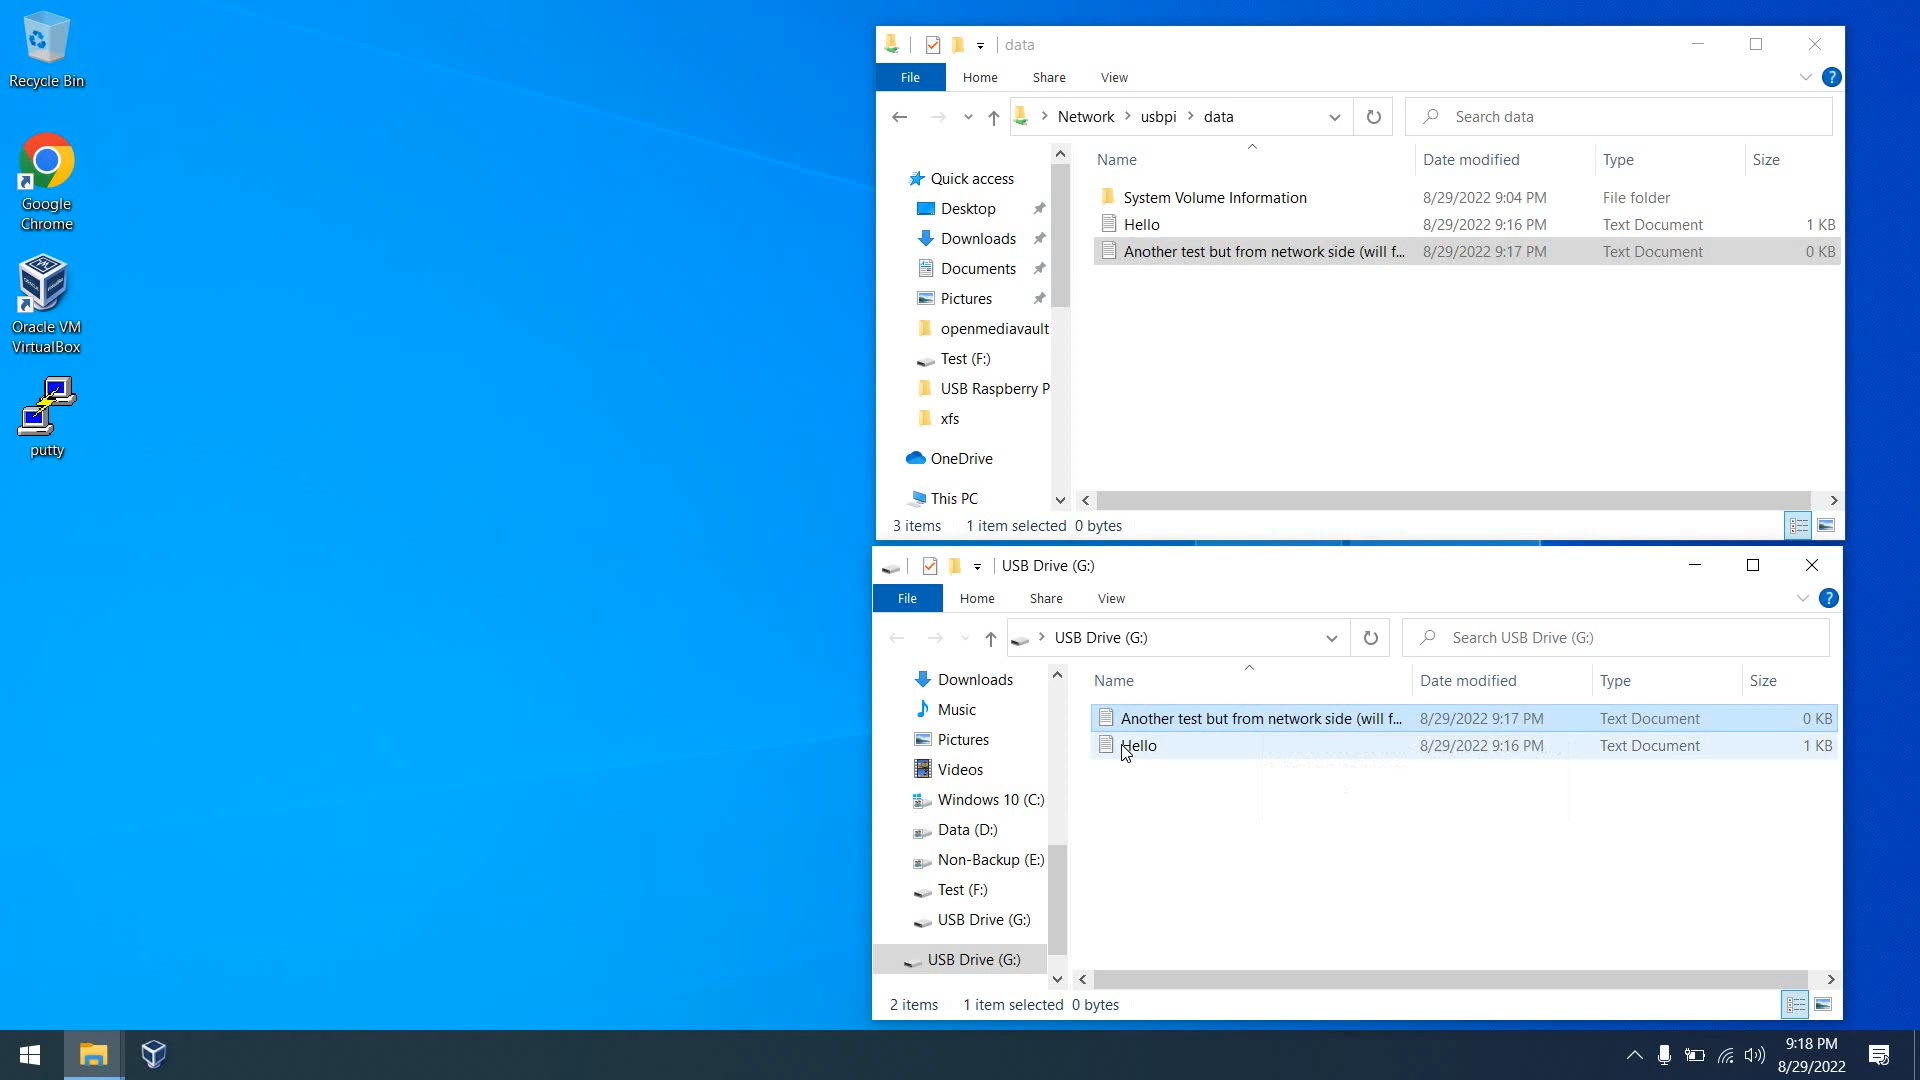 Recycle Bin
Google
Chrome
Oracle VM
VirtualBox
putty
data
File Home Share View
?
Network usbpi data
Search data
Name Date modified Type Size
Quick access
Desktop
Downloads
Documents
Pictures
openmediavault
Test (F:)
USB Raspberry P
xfs
OneDrive
This PC
System Volume Information 8/29/2022 9:04 PM File folder
Hello 8/29/2022 9:16 PM Text Document 1 KB
Another test but from network side (will f... 8/29/2022 9:17 PM Text Document 0 KB
3 items 1 item selected 0 bytes
USB Drive (G:)
File Home Share View
?
USB Drive (G:)
Search USB Drive (G:)
Name Date modified Type Size
Downloads
Music
Pictures
Videos
Windows 10 (C:)
Data (D:)
Non-Backup (E:)
Test (F:)
USB Drive (G:)
USB Drive (G:)
Another test but from network side (will f... 8/29/2022 9:17 PM Text Document 0 KB
Hello 8/29/2022 9:16 PM Text Document 1 KB
2 items 1 item selected 0 bytes
9:18 PM
8/29/2022